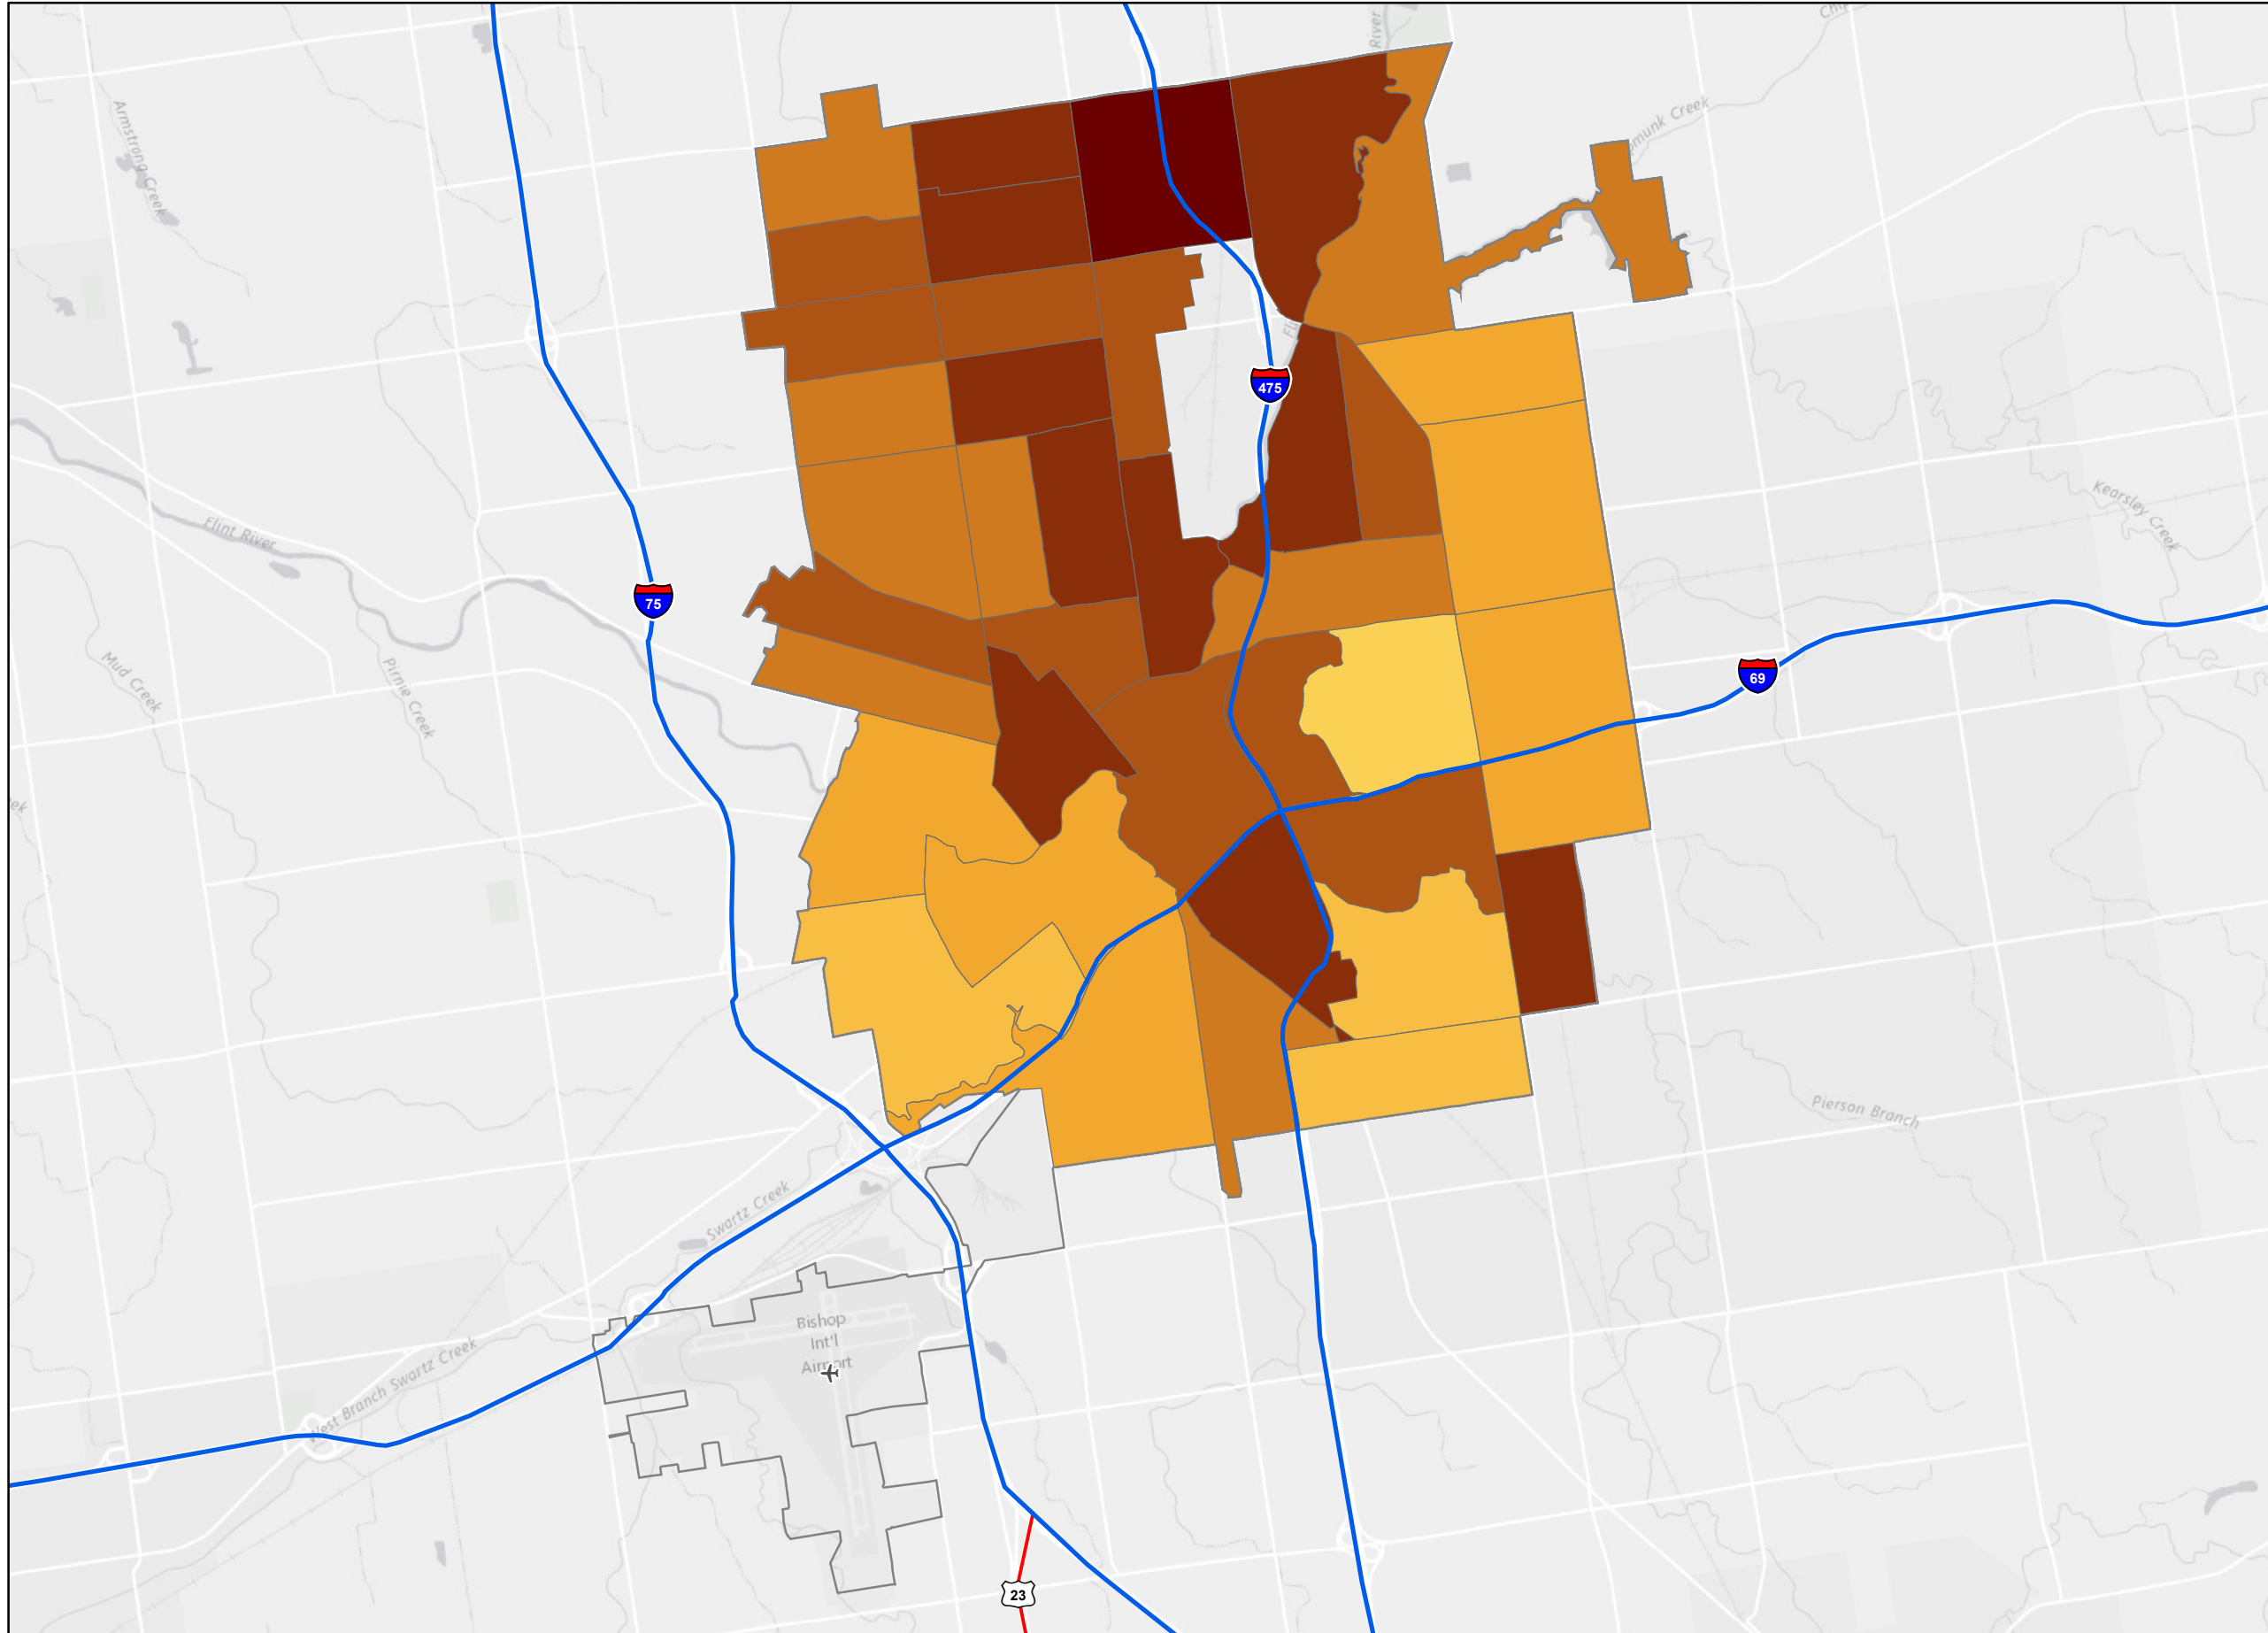 River
Armstrong Creek
Creek
475
Kearsley
Creek
Flint River
75
Mud Creek
Pirnie Creek
69
Pierson Branch
Swartz Creek
Bishop
Int'l
Airport
West Branch Swartz Creek
23